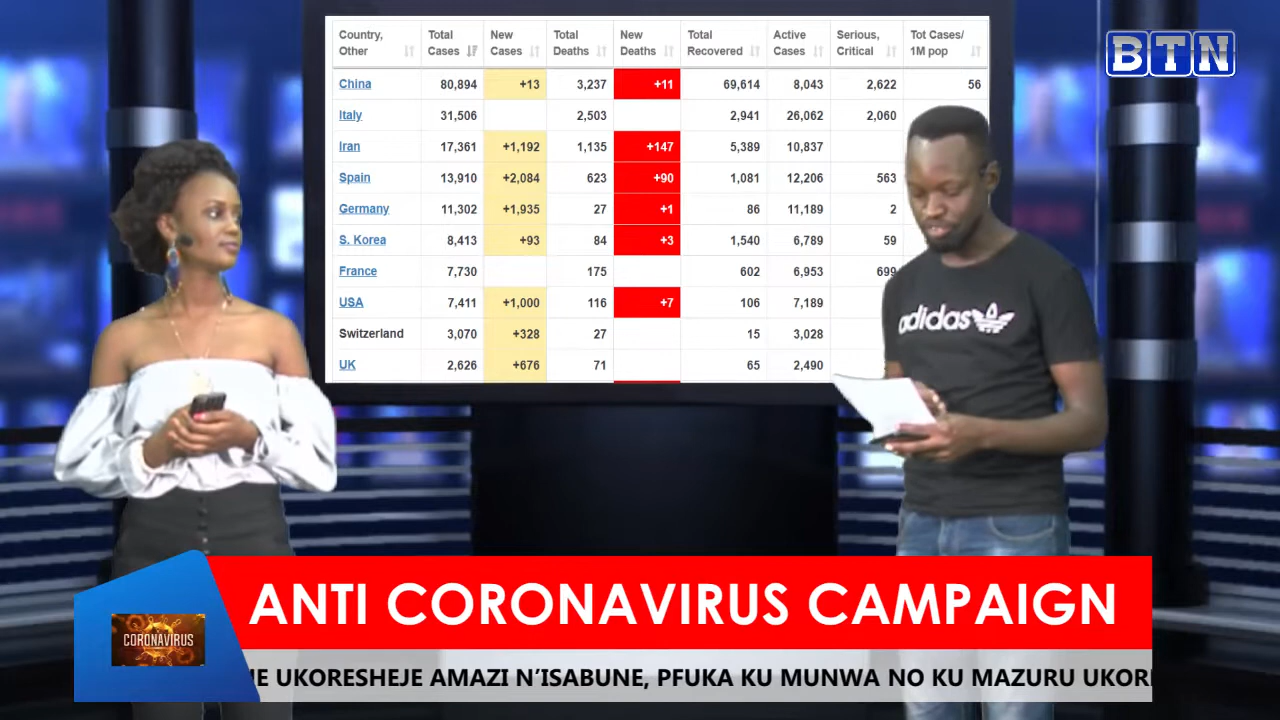 Country, Other Total Cases New Cases Total Deaths New Deaths Total Recovered Active Cases Serious, Critical Tot Cases/ 1M pop
China 80,894 +13 3,237 +11 69,614 8,043 2,622 56
Italy 31,506 2,503 2,941 26,062 2,060
Iran 17,361 +1,192 1,135 +147 5,389 10,837
Spain 13,910 +2,084 623 +90 1,081 12,206 563
Germany 11,302 +1,935 27 +1 86 11,189 2
S. Korea 8,413 +93 84 +3 1,540 6,789 59
France 7,730 175 602 6,953 699
USA 7,411 +1,000 116 +7 106 7,189
Switzerland 3,070 +328 27 15 3,028
UK 2,626 +676 71 65 2,490
BTN
adidas
ANTI CORONAVIRUS CAMPAIGN
CORONAVIRUS
UKORESHEJE AMAZI N’ISABUNE, PFUKA KU MUNWA NO KU MAZURU